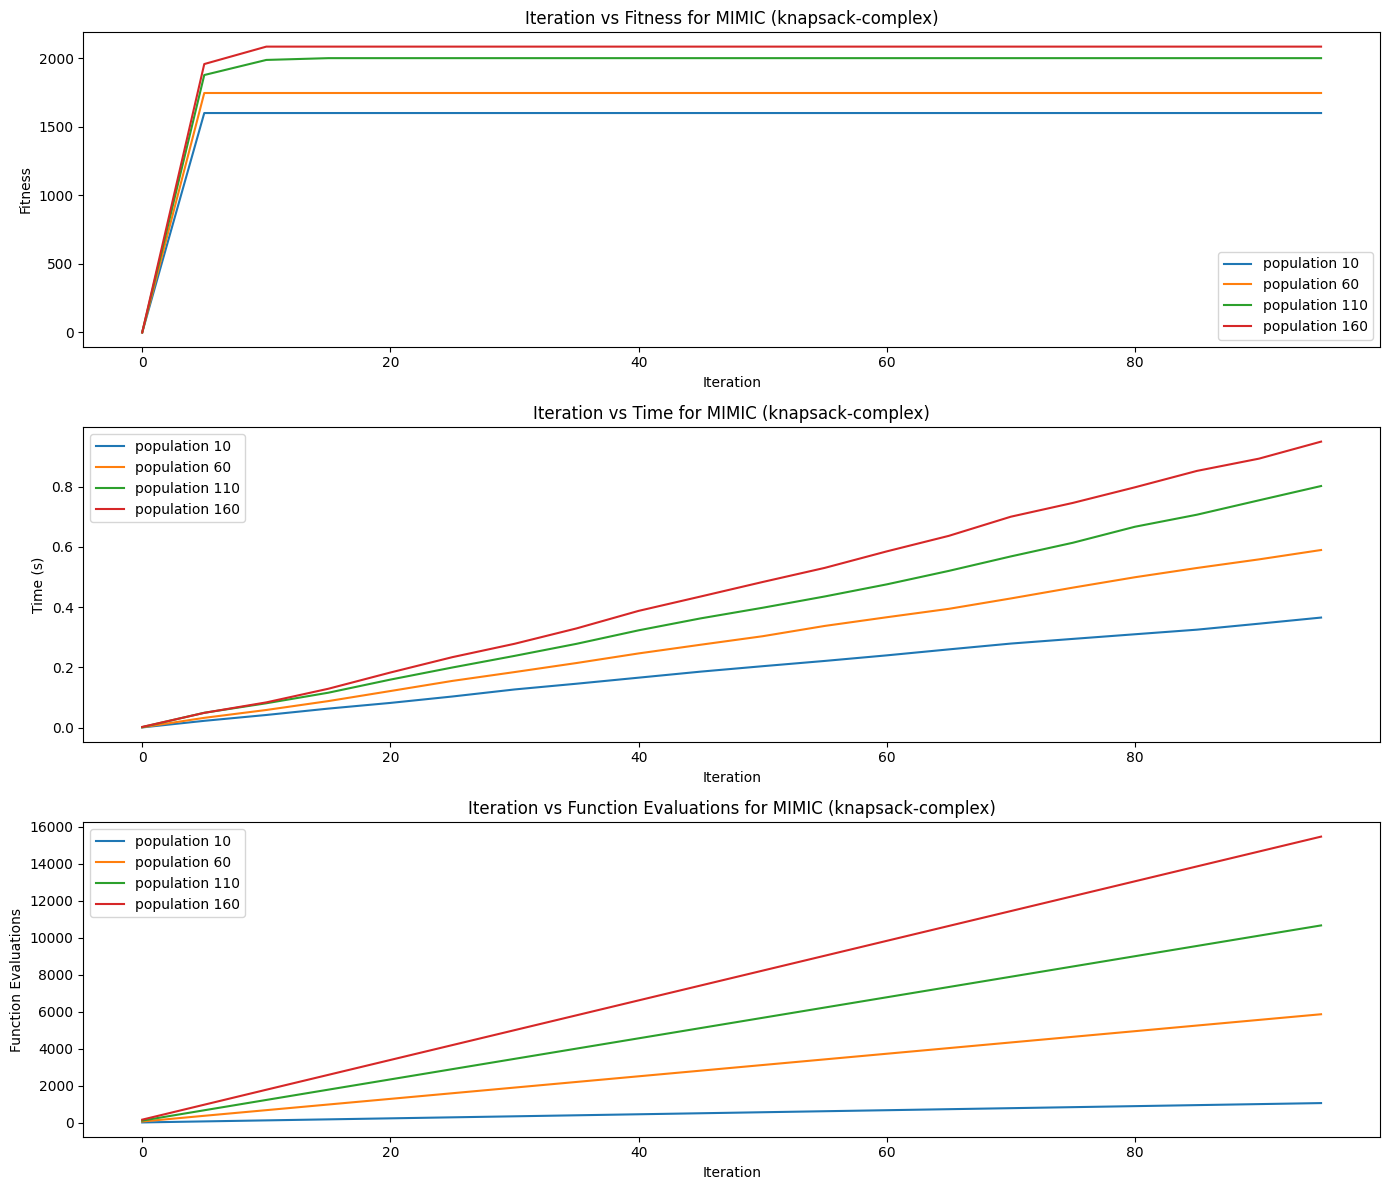 Iteration vs Fitness for MIMIC (knapsack-complex)
2000
1500
1000
500
0
Fitness
population 10
population 60
population 110
population 160
0 20 40 60 80
Iteration
Iteration vs Time for MIMIC (knapsack-complex)
population 10
population 60
population 110
population 160
0.8
0.6
0.4
0.2
0.0
Time (s)
0 20 40 60 80
Iteration
Iteration vs Function Evaluations for MIMIC (knapsack-complex)
population 10
population 60
population 110
population 160
16000
14000
12000
10000
8000
6000
4000
2000
0
Function Evaluations
0 20 40 60 80
Iteration